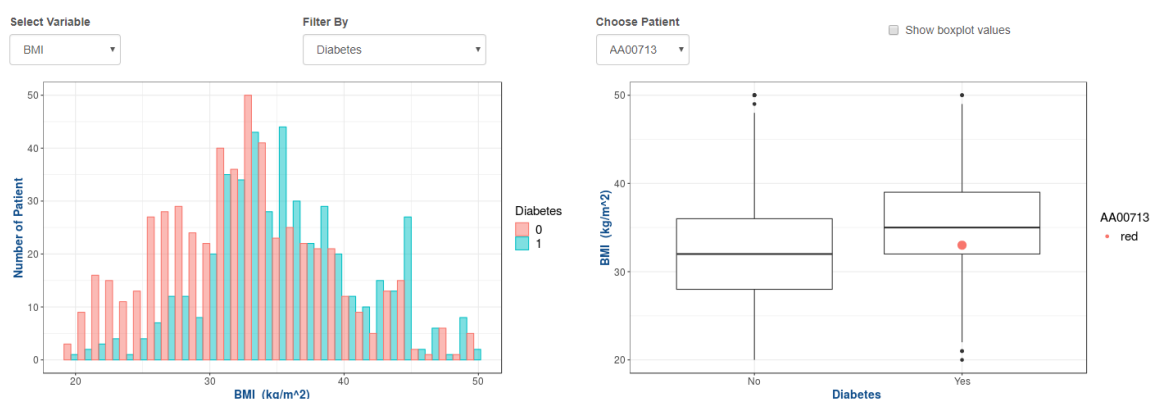 Select Variable
Filter By
Choose Patient
Show boxplot values
BMI
Diabetes
AA00713
50
40
30
20
10
0
20
30
40
50
Number of Patient
BMI (kg/m^2)
Diabetes
0
1
50
40
30
20
No
Yes
BMI (kg/m^2)
Diabetes
AA00713
red